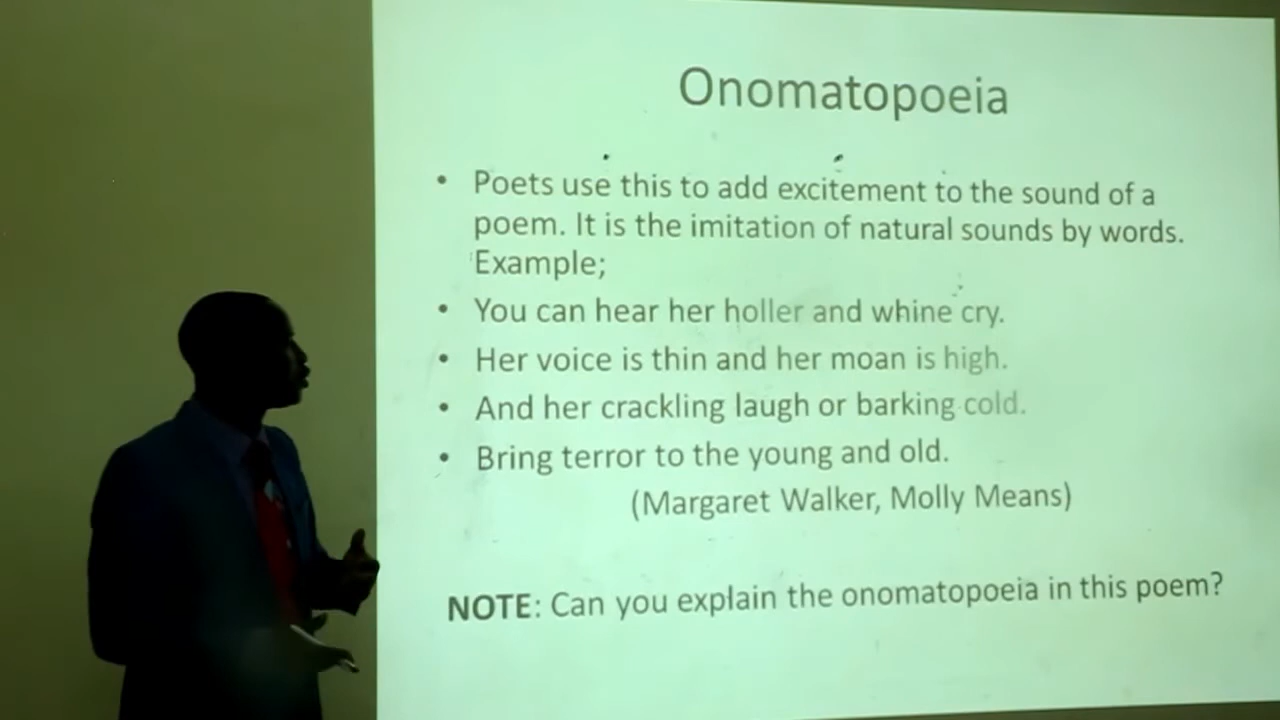 Onomatopoeia
• Poets use this to add excitement to the sound of a
poem. It is the imitation of natural sounds by words.
Example;
• You can hear her holler and whine cry.
• Her voice is thin and her moan is high.
• And her crackling laugh or barking cold.
• Bring terror to the young and old.
(Margaret Walker, Molly Means)
NOTE: Can you explain the onomatopoeia in this poem?